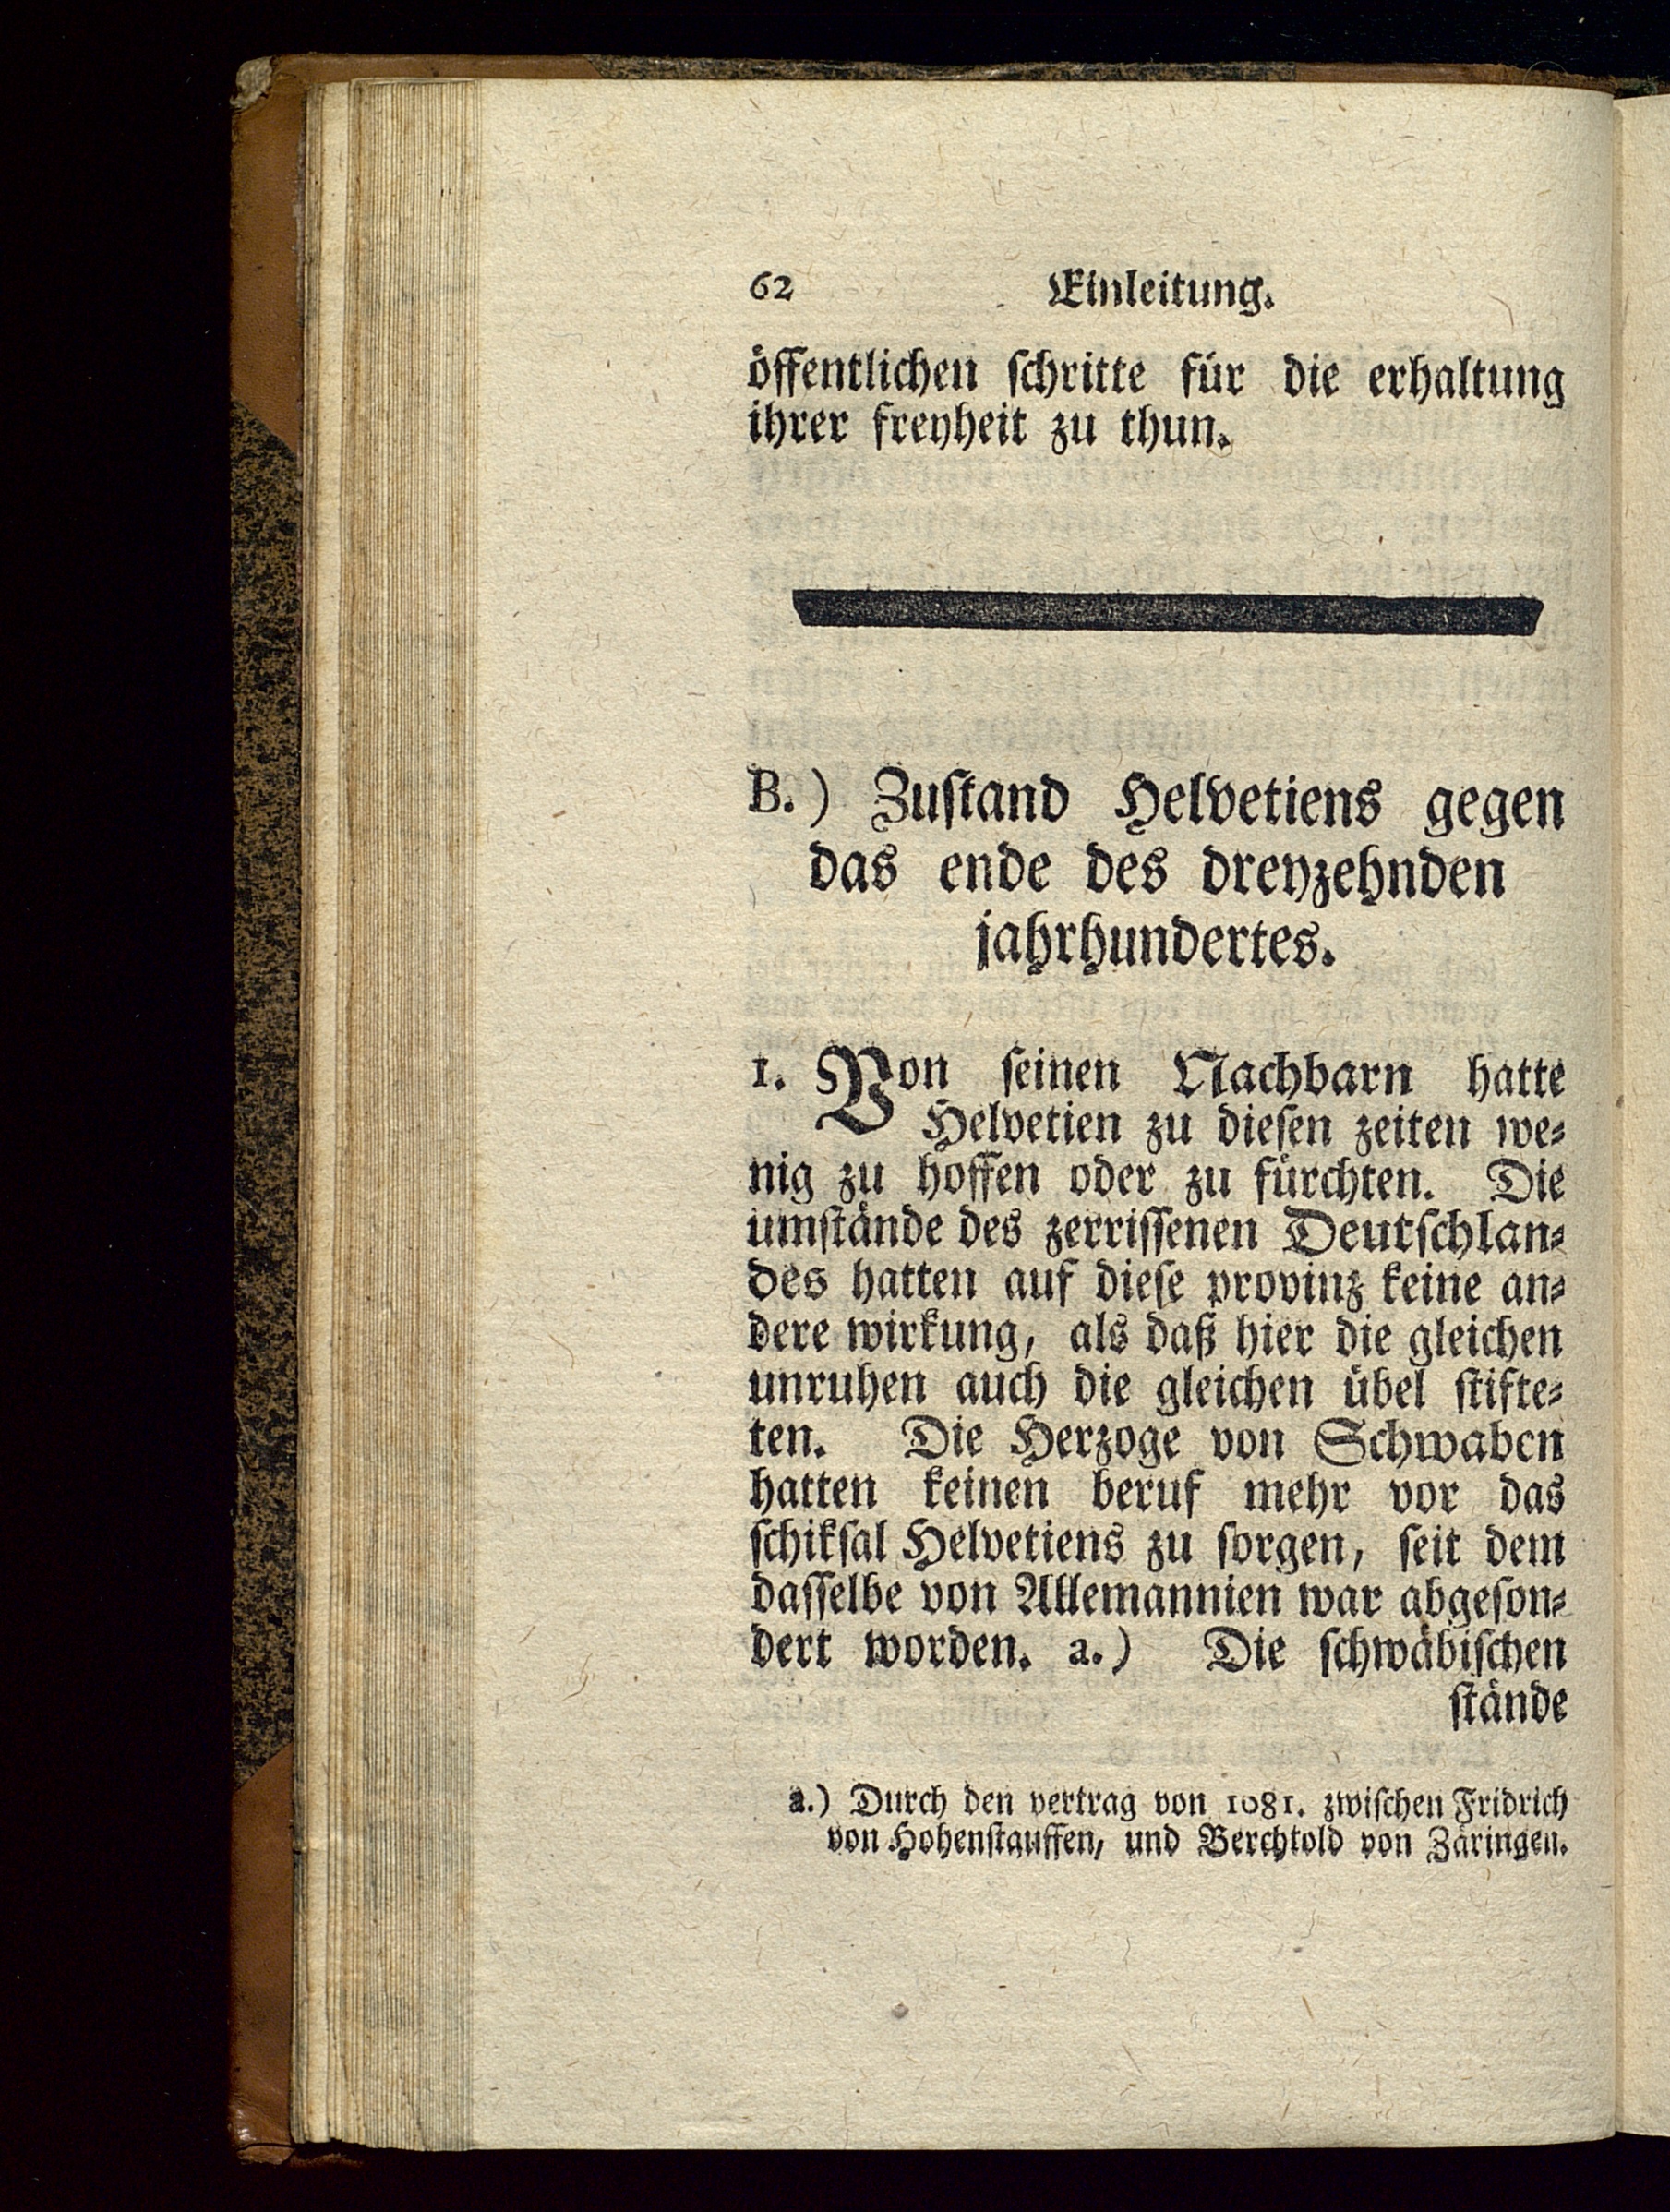 62 Einleitung.
öffentlichen ſchritte für die erhaltung
ihrer freyheit zu thun.
B.) Zuſtand Helvetiens gegen
das ende des dreyzehnden
jahrhundertes.
1. Von ſeinen Nachbarn hatte
Helvetien zu dieſen zeiten we⸗
nig zu hoffen oder zu fürchten. Die
umſtände des zerriſſenen Deutſchlan⸗
des hatten auf dieſe provinz keine an⸗
dere wirkung, als daß hier die gleichen
unruhen auch die gleichen übel ſtifte⸗
ten. Die Herzoge von Schwaben
hatten keinen beruf mehr vor das
ſchikſal Helvetiens zu ſorgen, ſeit dem
daſſelbe von Allemannien war abgeſon⸗
dert worden. a.) Die ſchwäbiſchen
ſtände
a.) Durch den vertrag von 1081. zwiſchen Fridrich
von Hohenſtauffen, und Berchtold von Zäringen.